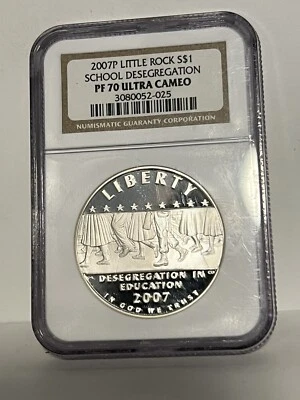 2007P LITTLE ROCK S$1
SCHOOL DESEGREGATION
PF 70 ULTRA CAMEO
3080052-025
NUMISMATIC GUARANTY CORPORATION
LIBERTY
DESEGREGATION IN
EDUCATION
2007
IN GOD WE TRUST